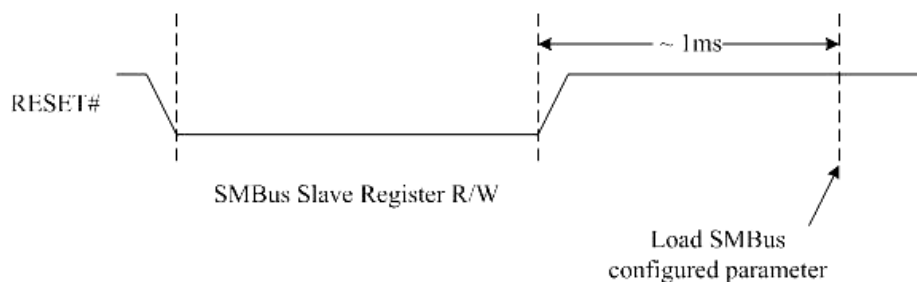 ~ 1ms
RESET#
SMBus Slave Register R/W
Load SMBus
configured parameter